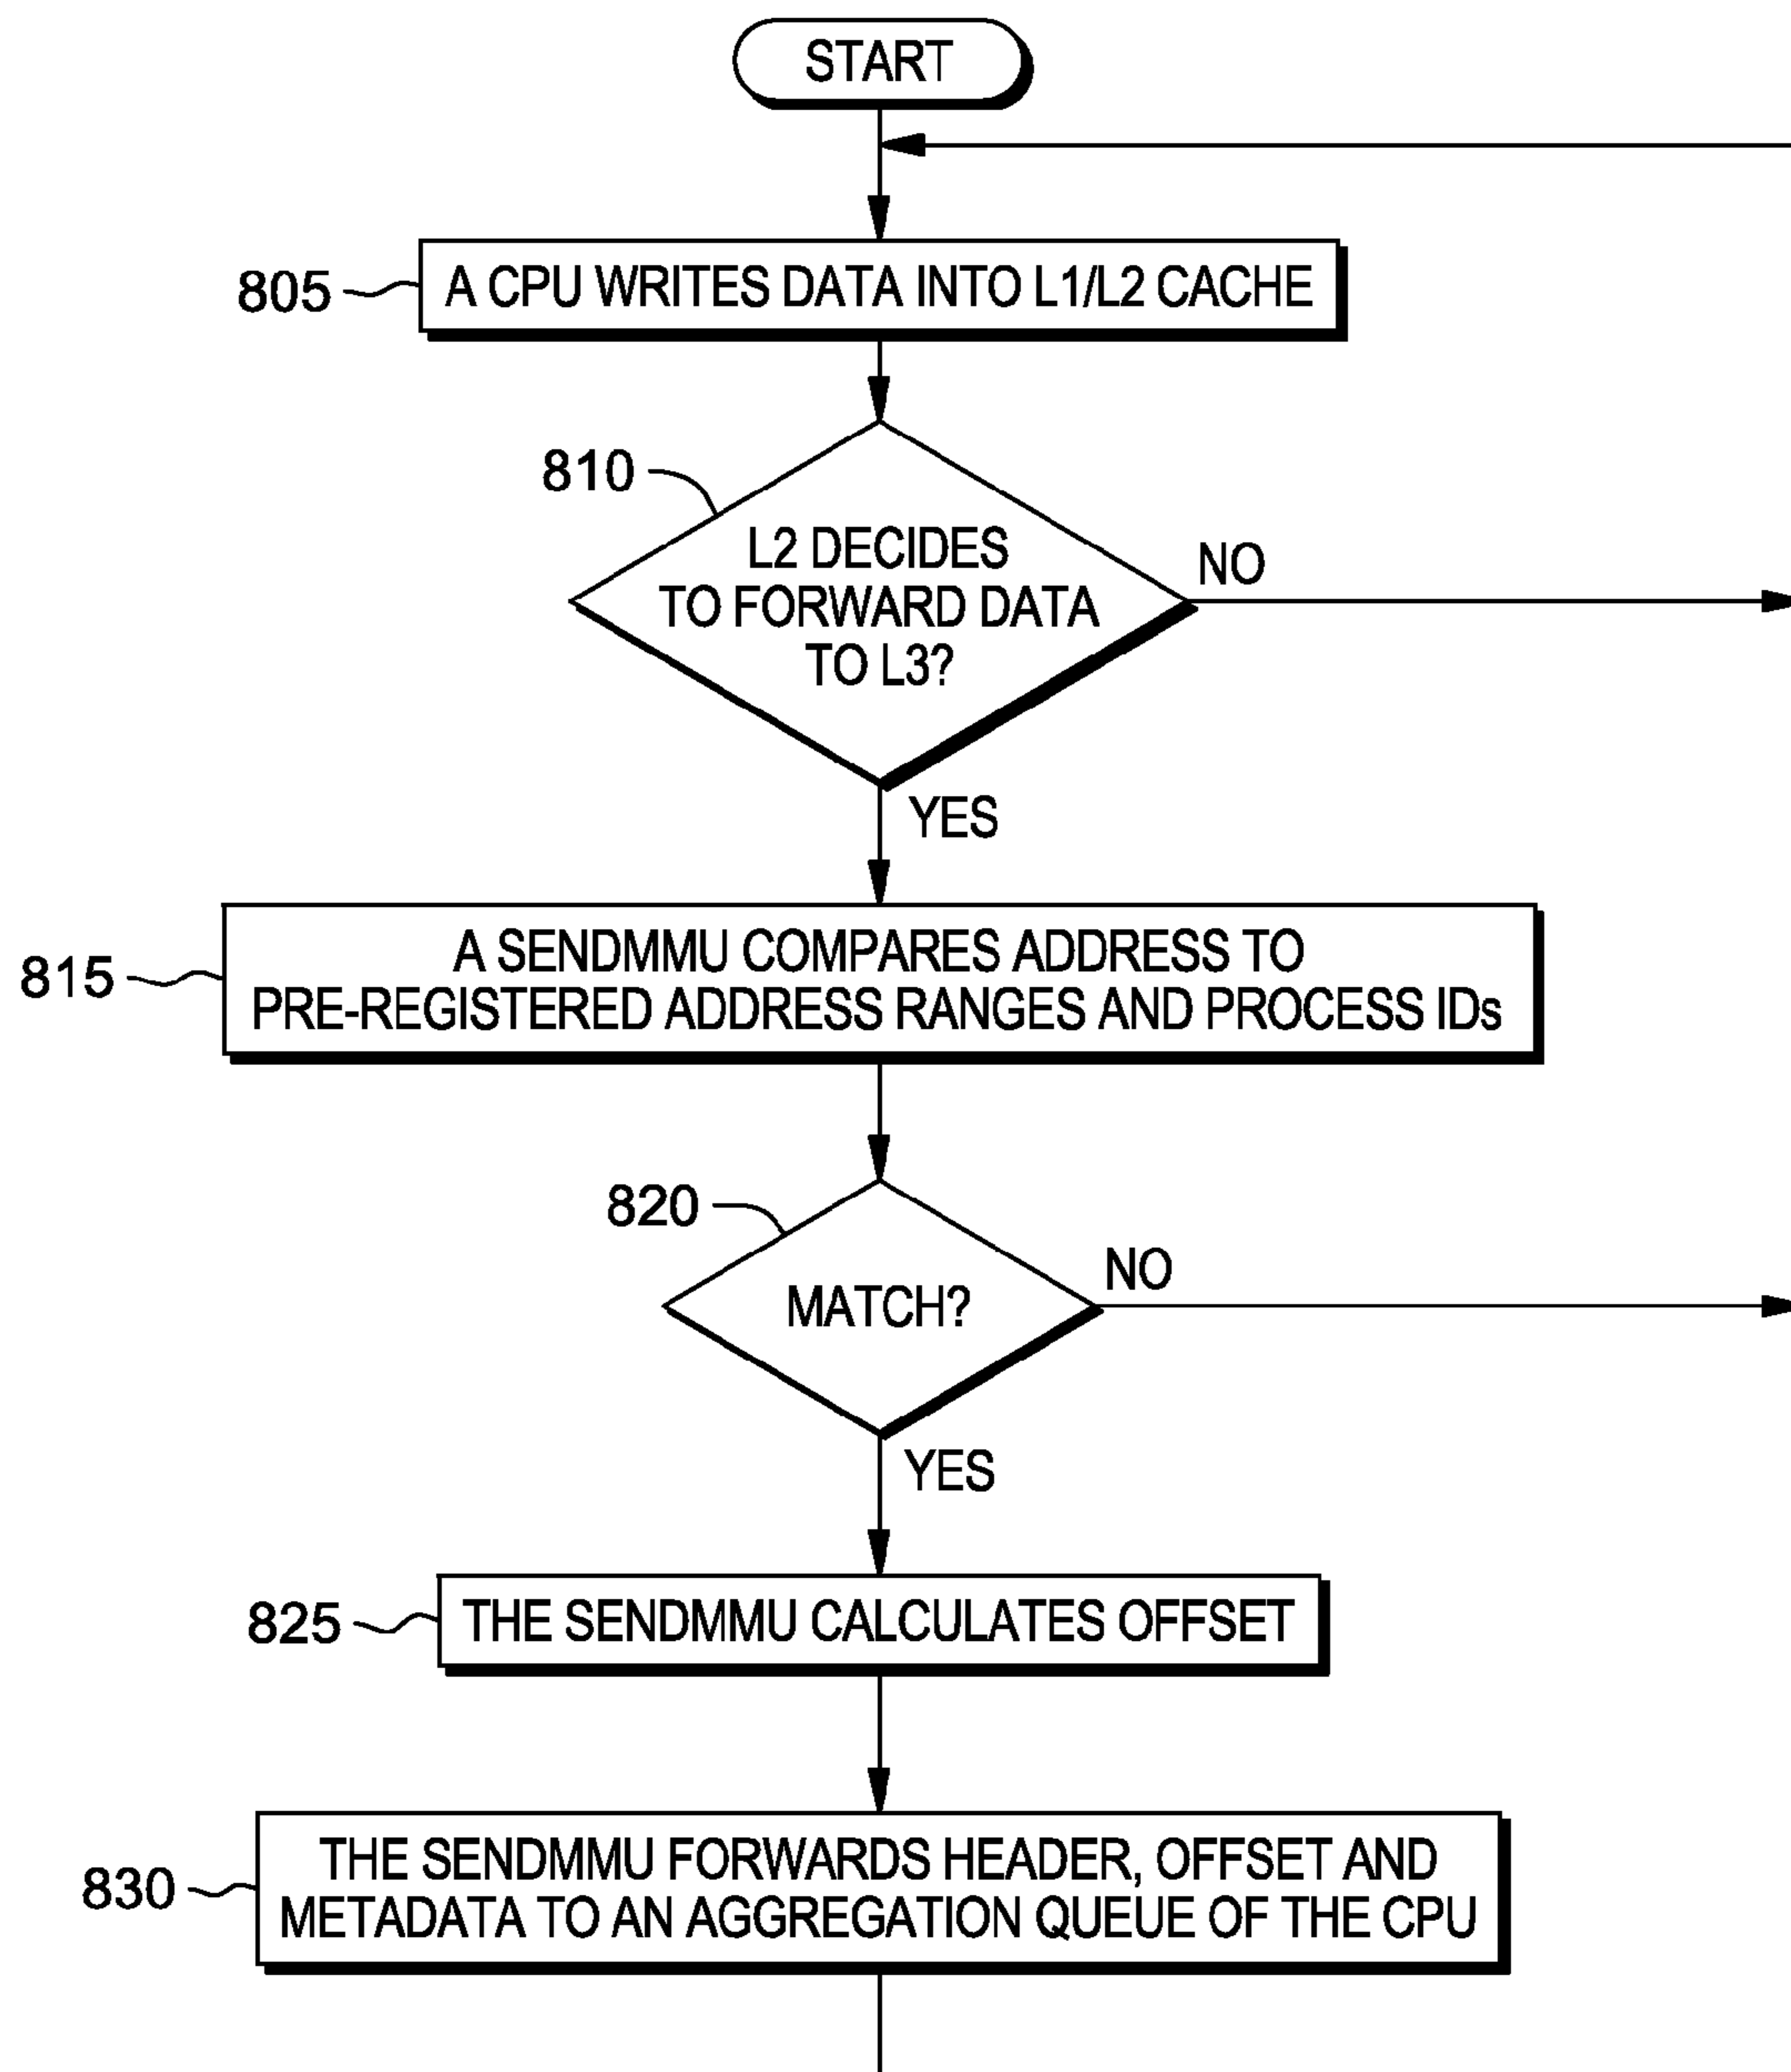 START
805
A CPU WRITES DATA INTO L1/L2 CACHE
810
L2 DECIDES
TO FORWARD DATA
TO L3?
NO
YES
815
A SENDMMU COMPARES ADDRESS TO
PRE-REGISTERED ADDRESS RANGES AND PROCESS IDs
820
MATCH?
NO
YES
825
THE SENDMMU CALCULATES OFFSET
830
THE SENDMMU FORWARDS HEADER, OFFSET AND
METADATA TO AN AGGREGATION QUEUE OF THE CPU